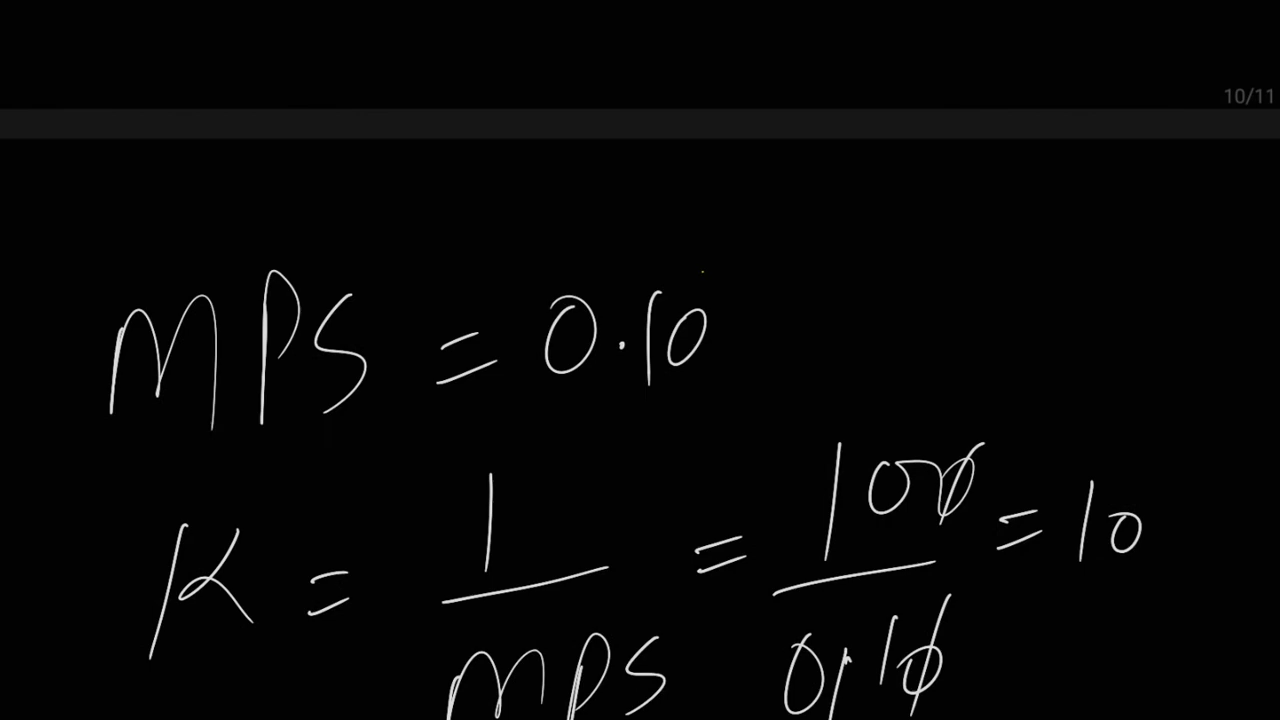 10/11
MPS = 0.10
K = 1/MPS = 100/0.10 = 10